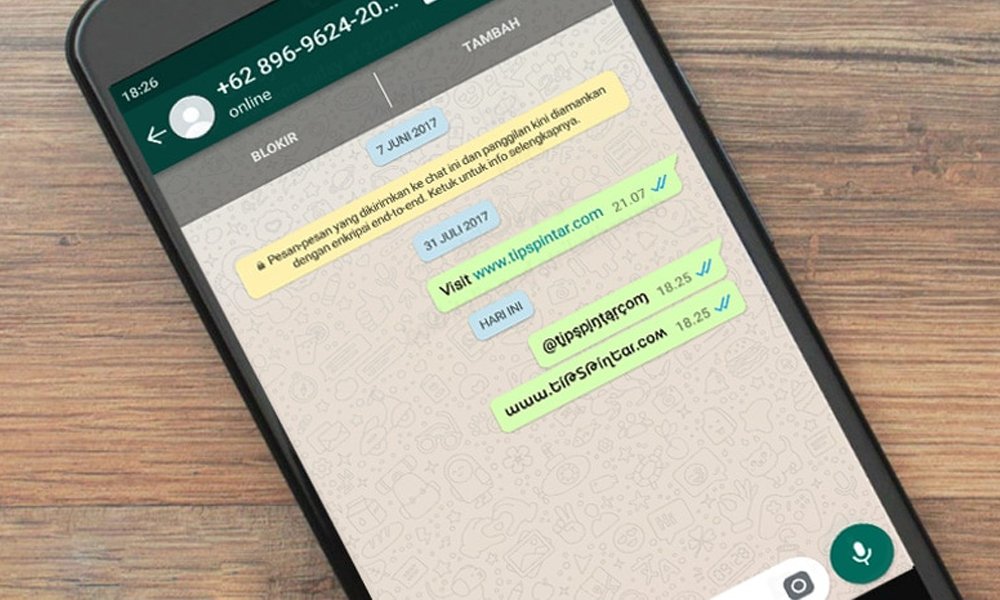 18:26
+62 896-9624-20...
online
BLOKIR
TAMBAH
7 JUNI 2017
Pesan-pesan yang dikirimkan ke chat ini dan panggilan kini diamankan
dengan enkripsi end-to-end. Ketuk untuk info selengkapnya.
31 JULI 2017
Visit www.tipspintar.com 21.07
HARI INI
@tipspintarcom 18.25
www.tipspintar.com 18.25